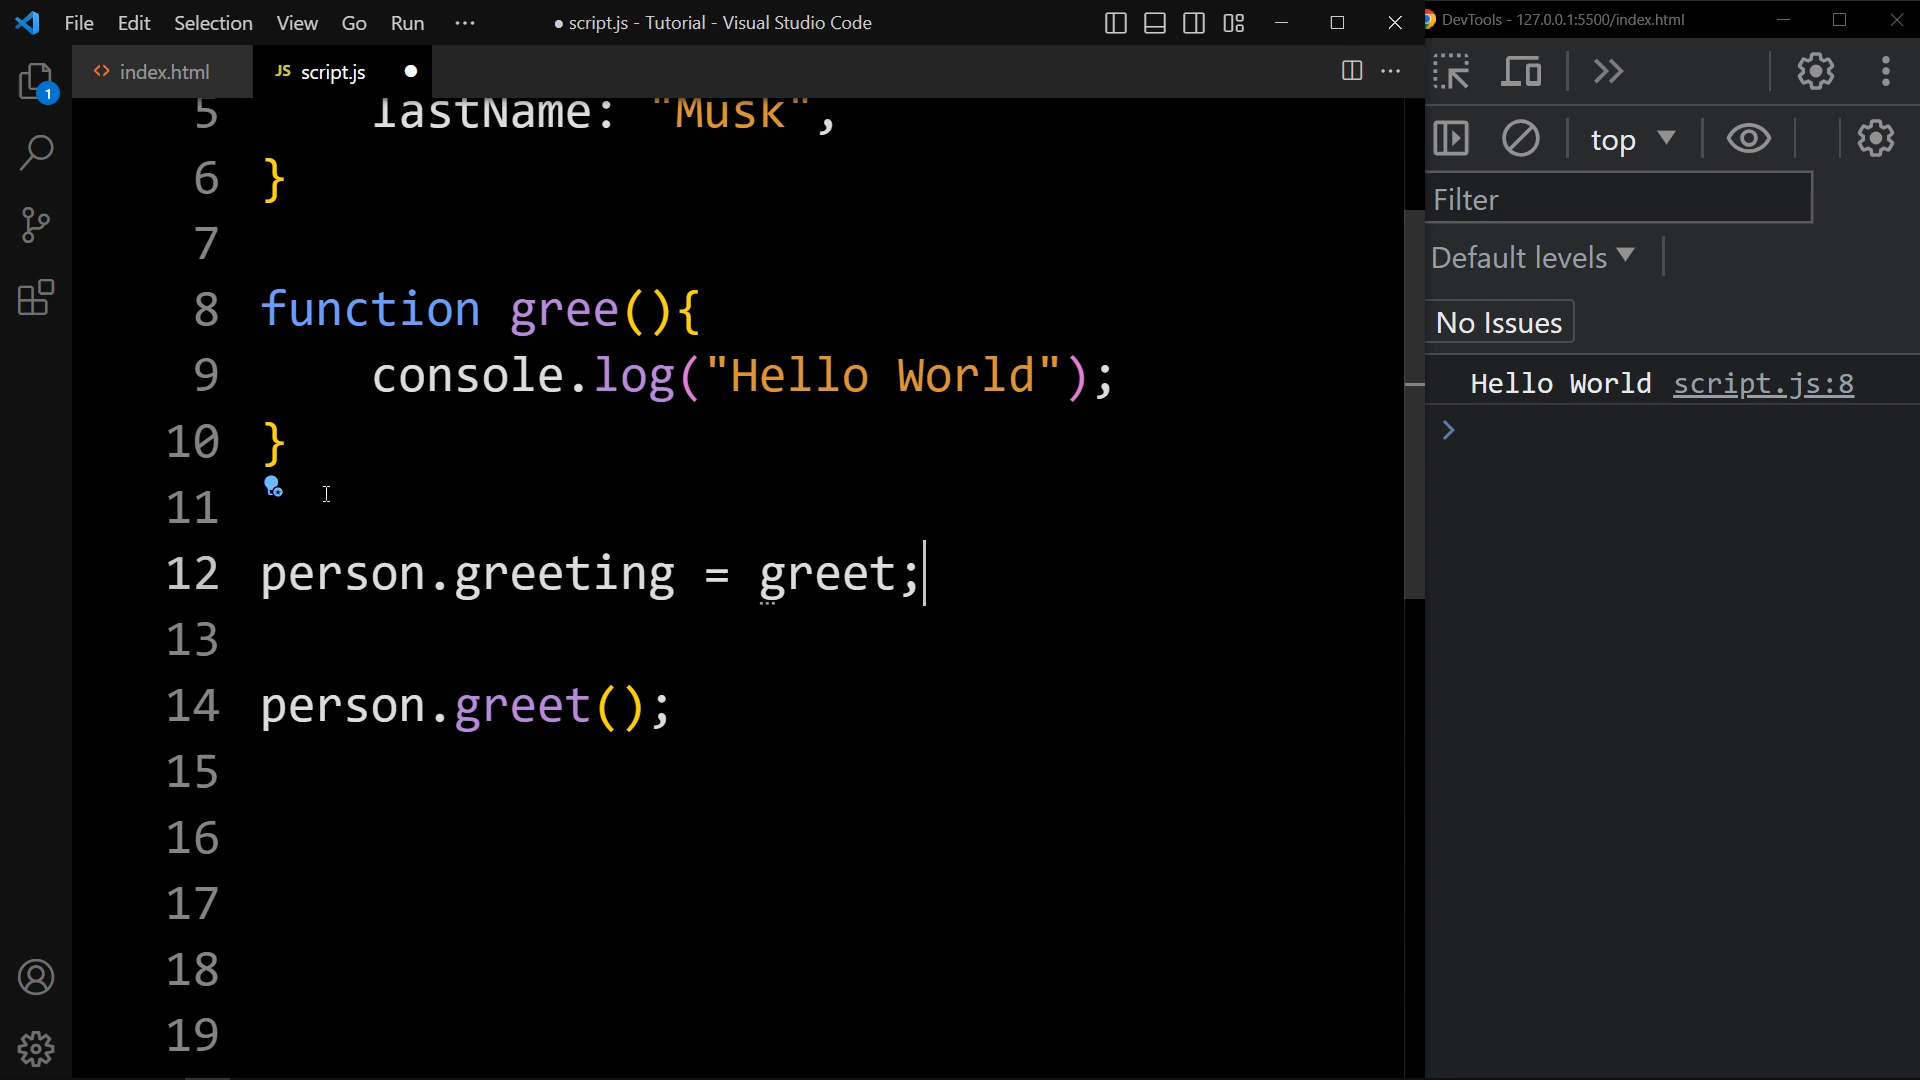 File Edit Selection View Go Run ··· ● script.js - Tutorial - Visual Studio Code
DevTools - 127.0.0.1:5500/index.html
<> index.html JS script.js ●
1
top
Filter
Default levels
No Issues
Hello World script.js:8
5 lastName: "Musk",
6 }
7
8 function gree(){
9 console.log("Hello World");
10 }
11
12 person.greeting = greet;
13
14 person.greet();
15
16
17
18
19